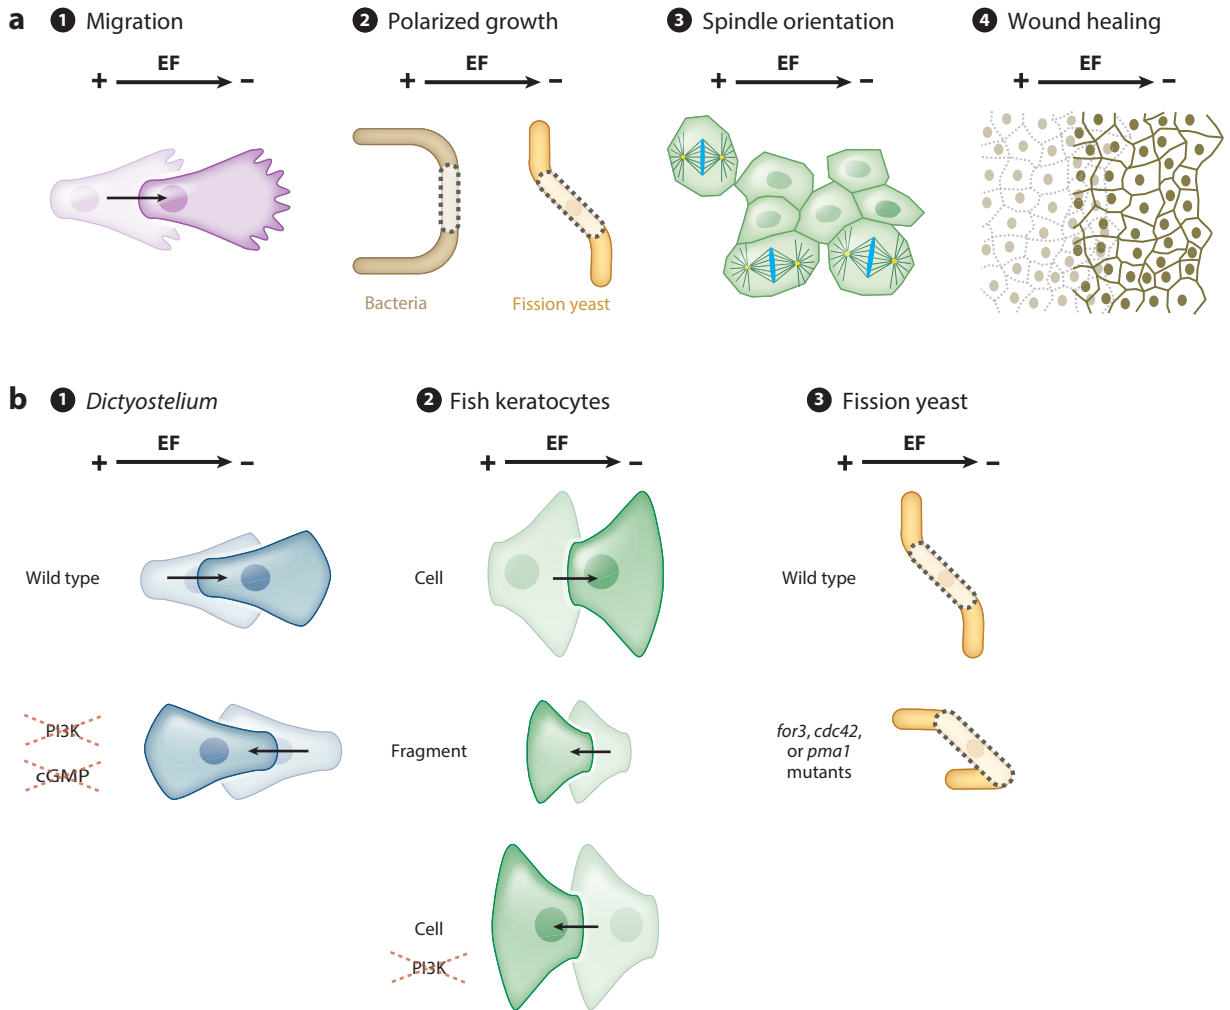 a 1 Migration 2 Polarized growth 3 Spindle orientation 4 Wound healing
+ EF – + EF – + EF – + EF –
Bacteria Fission yeast
b 1 Dictyostelium 2 Fish keratocytes 3 Fission yeast
+ EF – + EF – + EF –
Wild type Cell Wild type
PI3K
cGMP
Fragment
for3, cdc42,
or pma1
mutants
Cell
PI3K